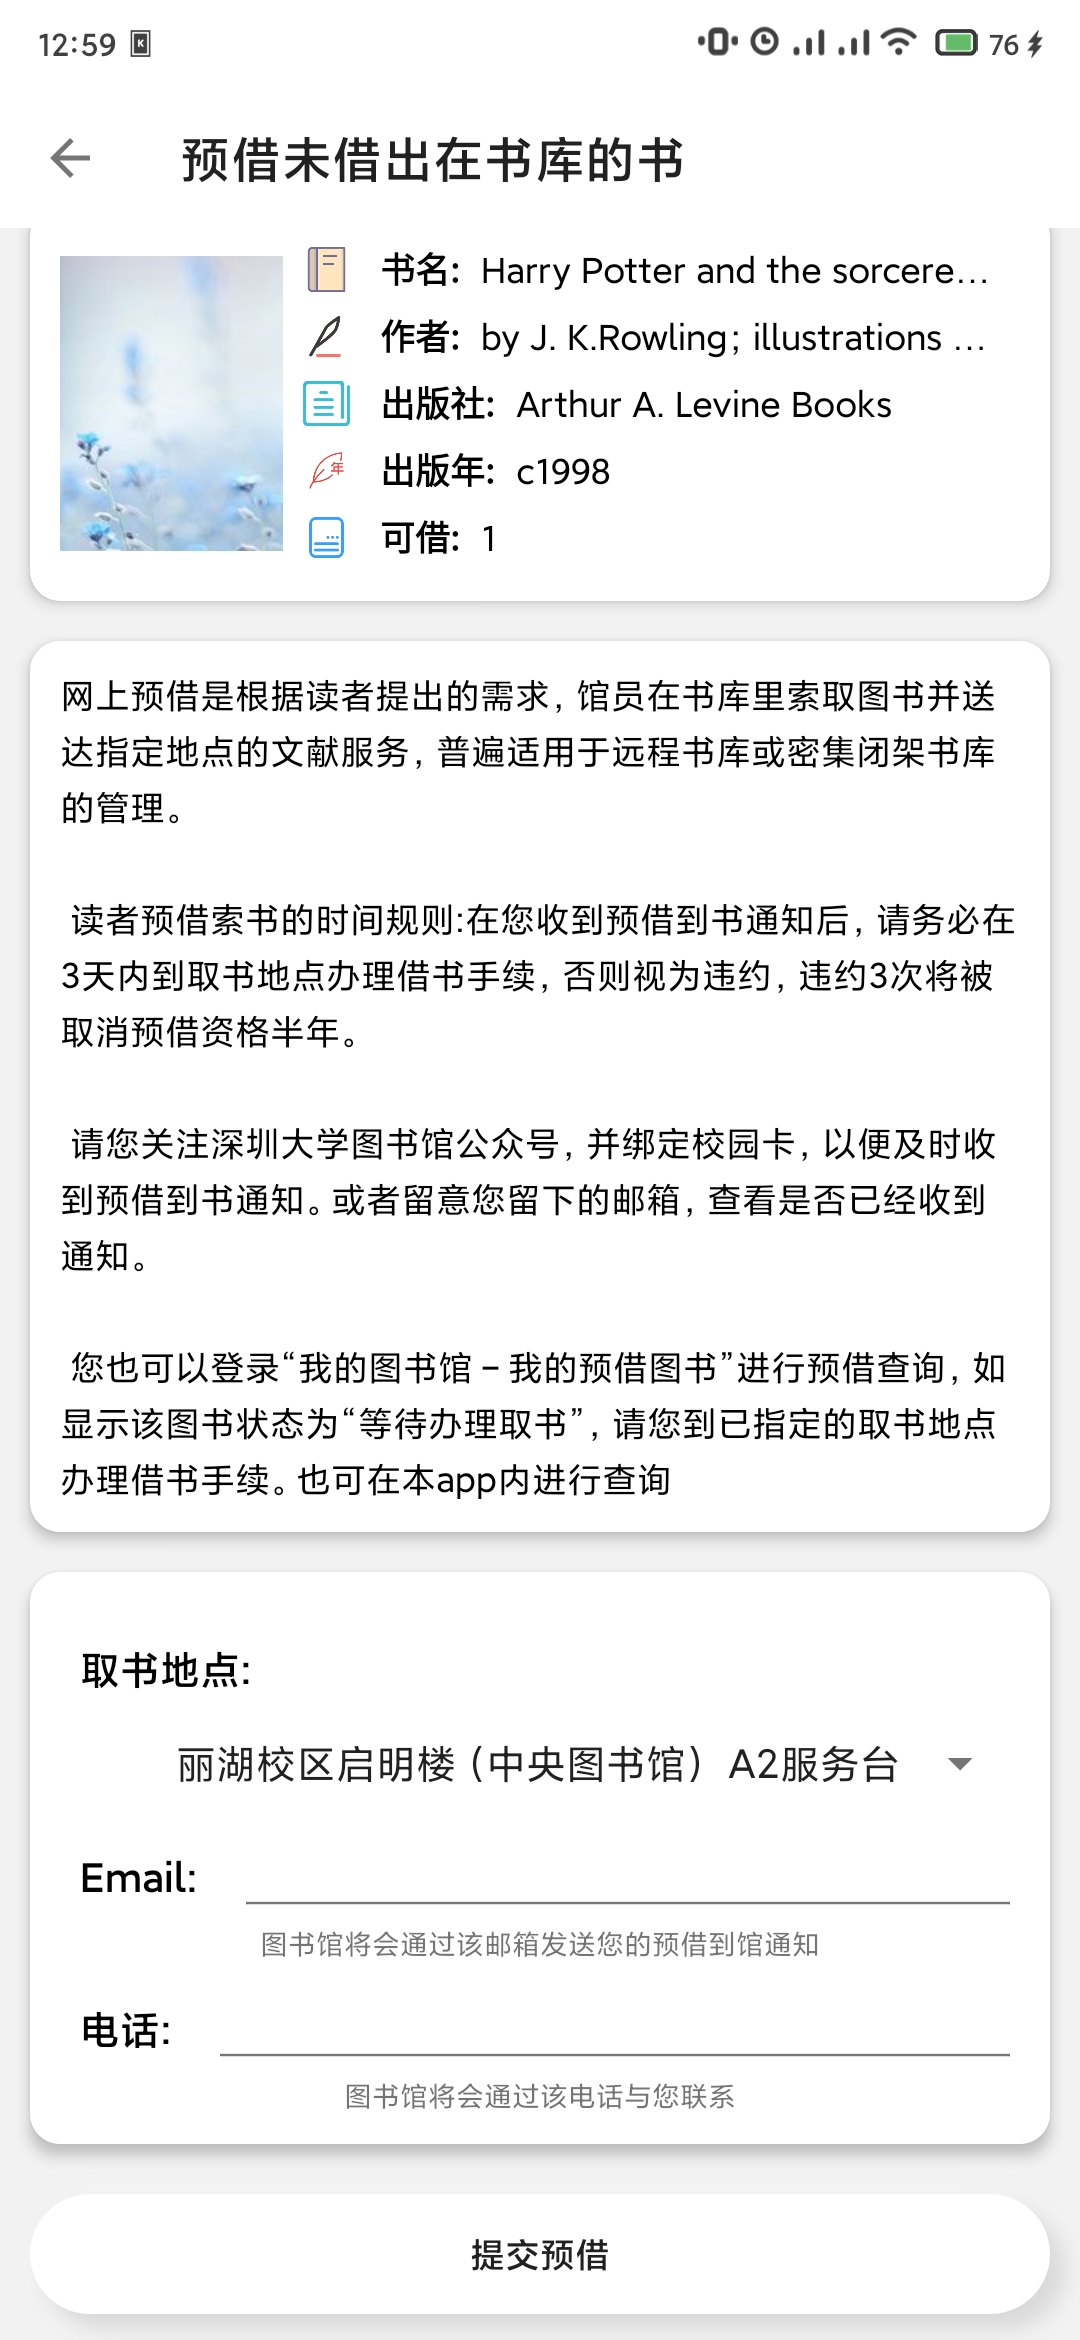 12:59
76
预借未借出在书库的书
书名: Harry Potter and the sorcere...
作者: by J. K.Rowling; illustrations ...
出版社: Arthur A. Levine Books
年
出版年: c1998
可借: 1
网上预借是根据读者提出的需求, 馆员在书库里索取图书并送
达指定地点的文献服务, 普遍适用于远程书库或密集闭架书库
的管理。
读者预借索书的时间规则:在您收到预借到书通知后, 请务必在
3天内到取书地点办理借书手续, 否则视为违约, 违约3次将被
取消预借资格半年。
请您关注深圳大学图书馆公众号, 并绑定校园卡, 以便及时收
到预借到书通知。或者留意您留下的邮箱, 查看是否已经收到
通知。
您也可以登录“我的图书馆 – 我的预借图书”进行预借查询, 如
显示该图书状态为“等待办理取书”, 请您到已指定的取书地点
办理借书手续。也可在本app内进行查询
取书地点:
丽湖校区启明楼（中央图书馆）A2服务台
Email:
图书馆将会通过该邮箱发送您的预借到馆通知
电话:
图书馆将会通过该电话与您联系
提交预借